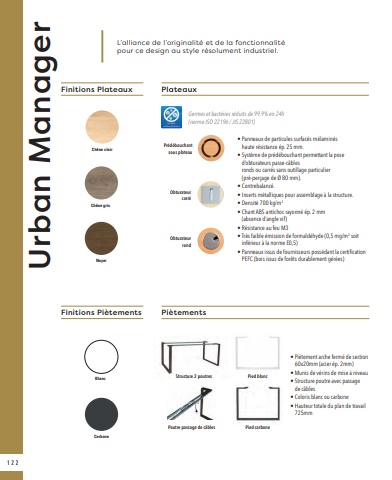 Urban Manager
L'alliance de l'originalité et de la fonctionnalité
pour ce design au style résolument industriel.
Finitions Plateaux
Chêne clair
Chêne gris
Noyer
Plateaux
Germes et bactéries réduits de 99.9% en 24h
(norme ISO 22196 / JIS Z2801)
Prédébouchant
sous plateau
Obturateur
carré
Obturateur
rond
• Panneaux de particules surfacés mélaminés
haute résistance ép. 25 mm.
• Système de prédébouchant permettant la pose
d'obturateurs passe-câbles
ronds ou carrés sans outillage particulier
(pré-perçage de Ø 80 mm).
• Contrebalancé.
• Inserts métalliques pour assemblage à la structure.
• Densité 700 kg/m³
• Chant ABS antichoc sayonné ép. 2 mm
(absence d'angle vif)
• Résistance au feu M3
• Très faible émission de formaldéhyde (0,5 mg/m³ soit
inférieur à la norme E0,5)
• Panneaux issus de fournisseurs possédant la certification
PEFC (bois issus de forêts durablement gérées)
Finitions Piètements
Blanc
Carbone
Piètements
Structure 2 poutres
Pied blanc
Poutre passage de câbles
Pied carbone
• Piètement arche fermé de section
60x20mm (acier ép. 2mm)
• Munis de vérins de mise à niveau
• Structure poutre avec passage
de câbles
• Coloris blanc ou carbone
• Hauteur totale du plan de travail
725mm
122